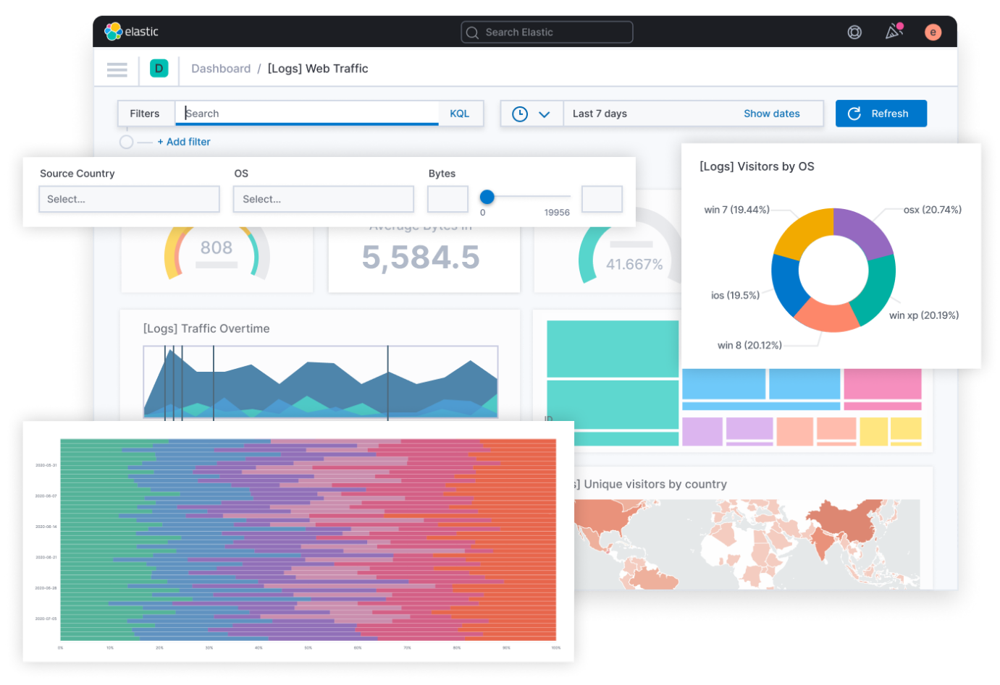 elastic
Search Elastic
e
D
Dashboard / [Logs] Web Traffic
Filters
Search
KQL
Last 7 days
Show dates
Refresh
+ Add filter
Source Country
OS
Bytes
Select...
Select...
0
19956
[Logs] Visitors by OS
win 7 (19.44%)
osx (20.74%)
ios (19.5%)
win xp (20.19%)
win 8 (20.12%)
808
Average Bytes In
5,584.5
41.667%
[Logs] Traffic Overtime
] Unique visitors by country
2020-05-31
2020-06-07
2020-06-14
2020-06-21
2020-06-28
2020-07-05
0%
10%
20%
30%
40%
50%
60%
70%
80%
90%
100%